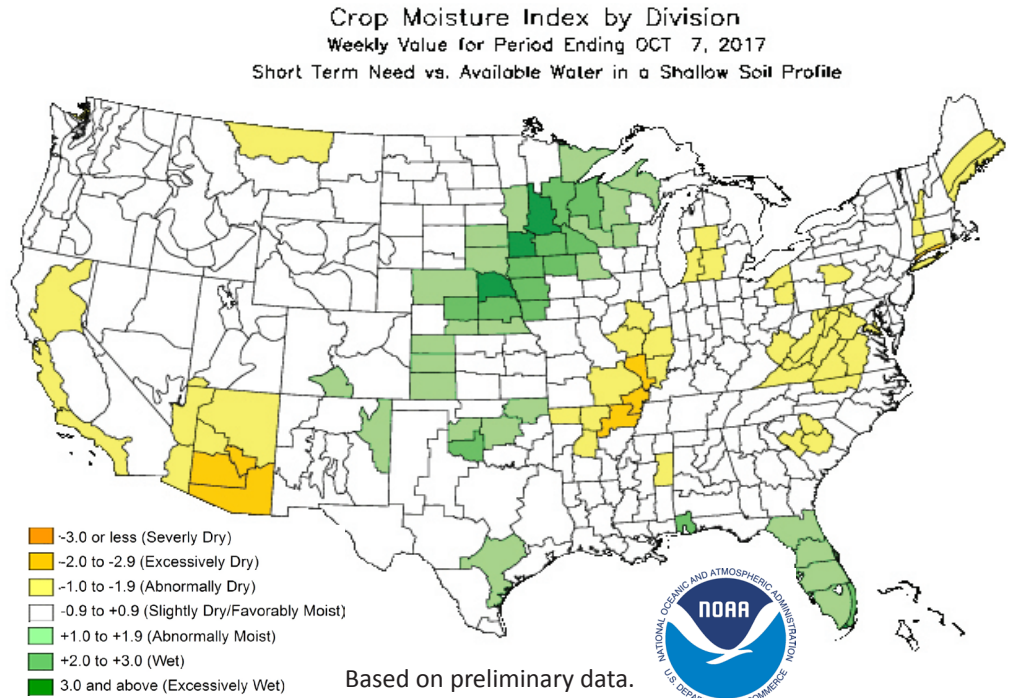 Crop Moisture Index by Division
Weekly Value for Period Ending OCT 7, 2017
Short Term Need vs. Available Water in a Shallow Soil Profile
-3.0 or less (Severly Dry)
-2.0 to -2.9 (Excessively Dry)
-1.0 to -1.9 (Abnormally Dry)
-0.9 to +0.9 (Slightly Dry/Favorably Moist)
+1.0 to +1.9 (Abnormally Moist)
+2.0 to +3.0 (Wet)
3.0 and above (Excessively Wet)
Based on preliminary data.
NATIONAL OCEANIC AND ATMOSPHERIC ADMINISTRATION
NOAA
U.S. DEPARTMENT OF COMMERCE